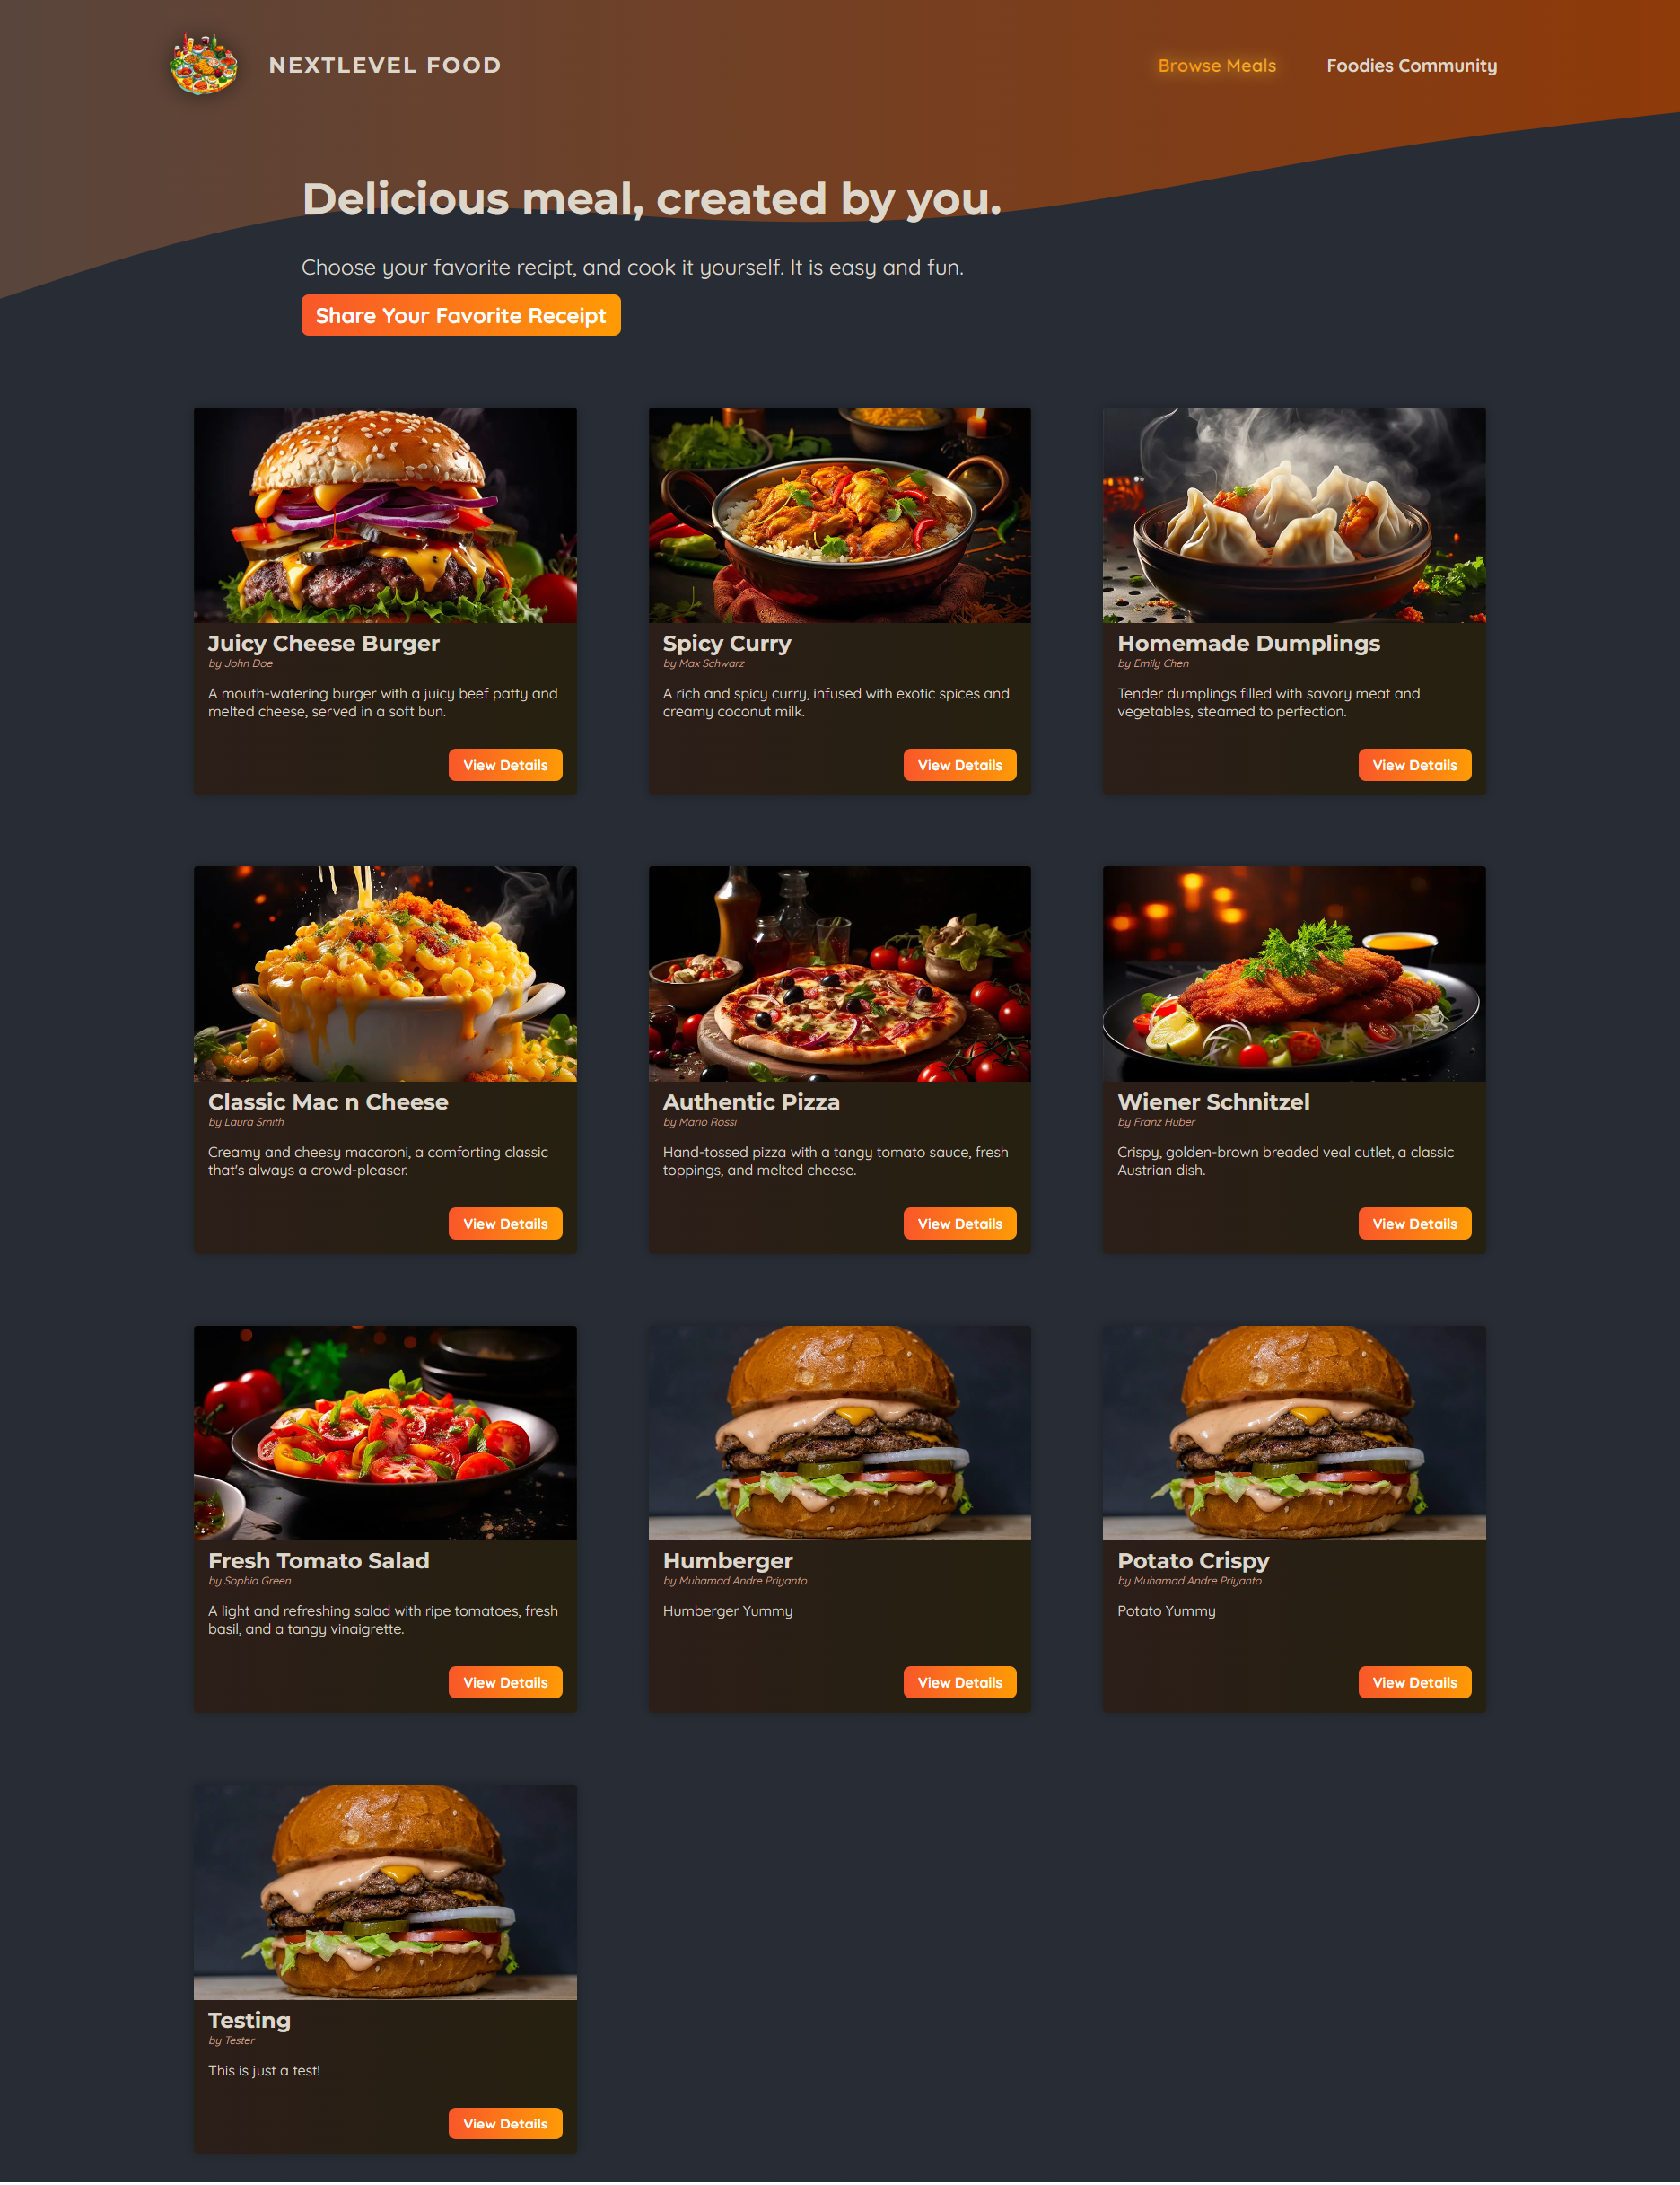 NEXTLEVEL FOOD
Browse Meals
Foodies Community
Delicious meal, created by you.
Choose your favorite recipt, and cook it yourself. It is easy and fun.
Share Your Favorite Receipt
Juicy Cheese Burger
by John Doe
A mouth-watering burger with a juicy beef patty and
melted cheese, served in a soft bun.
View Details
Spicy Curry
by Max Schwarz
A rich and spicy curry, infused with exotic spices and
creamy coconut milk.
View Details
Homemade Dumplings
by Emily Chen
Tender dumplings filled with savory meat and
vegetables, steamed to perfection.
View Details
Classic Mac n Cheese
by Laura Smith
Creamy and cheesy macaroni, a comforting classic
that's always a crowd-pleaser.
View Details
Authentic Pizza
by Mario Rossi
Hand-tossed pizza with a tangy tomato sauce, fresh
toppings, and melted cheese.
View Details
Wiener Schnitzel
by Franz Huber
Crispy, golden-brown breaded veal cutlet, a classic
Austrian dish.
View Details
Fresh Tomato Salad
by Sophia Green
A light and refreshing salad with ripe tomatoes, fresh
basil, and a tangy vinaigrette.
View Details
Humberger
by Muhamad Andre Priyanto
Humberger Yummy
View Details
Potato Crispy
by Muhamad Andre Priyanto
Potato Yummy
View Details
Testing
by Tester
This is just a test!
View Details